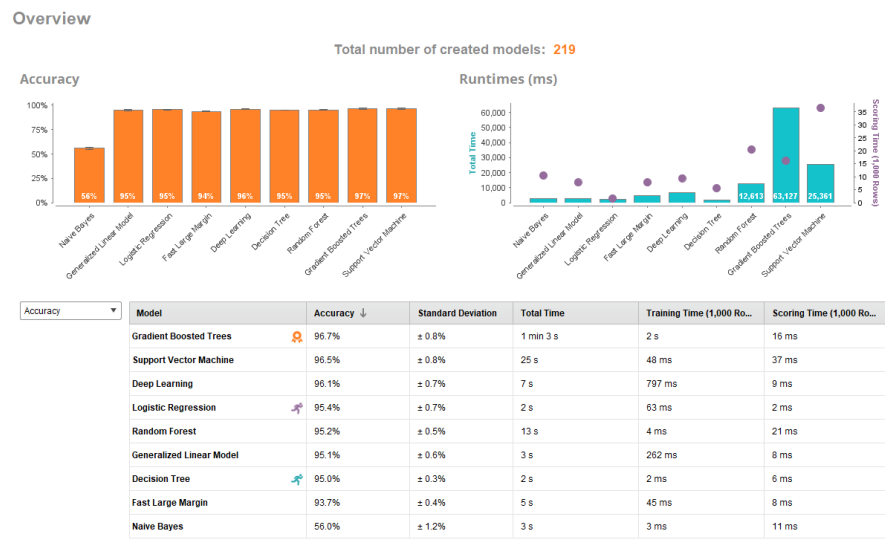 Overview
Total number of created models: 219
Accuracy
100%
75%
50%
25%
0%
56%
95%
95%
94%
96%
95%
95%
97%
97%
Naive Bayes
Generalized Linear Model
Logistic Regression
Fast Large Margin
Deep Learning
Decision Tree
Random Forest
Gradient Boosted Trees
Support Vector Machine
Runtimes (ms)
Total Time
60,000
50,000
40,000
30,000
20,000
10,000
0
12,613
63,127
25,361
35
30
25
20
15
10
5
0
Scoring Time (1,000 Rows)
Naive Bayes
Generalized Linear Model
Logistic Regression
Fast Large Margin
Deep Learning
Decision Tree
Random Forest
Gradient Boosted Trees
Support Vector Machine
Accuracy
Model Accuracy Standard Deviation Total Time Training Time (1,000 Ro... Scoring Time (1,000 Ro...
Gradient Boosted Trees 96.7% ± 0.8% 1 min 3 s 2 s 16 ms
Support Vector Machine 96.5% ± 0.8% 25 s 48 ms 37 ms
Deep Learning 96.1% ± 0.7% 7 s 797 ms 9 ms
Logistic Regression 95.4% ± 0.7% 2 s 63 ms 2 ms
Random Forest 95.2% ± 0.5% 13 s 4 ms 21 ms
Generalized Linear Model 95.1% ± 0.6% 3 s 262 ms 8 ms
Decision Tree 95.0% ± 0.3% 2 s 2 ms 6 ms
Fast Large Margin 93.7% ± 0.4% 5 s 45 ms 8 ms
Naive Bayes 56.0% ± 1.2% 3 s 3 ms 11 ms